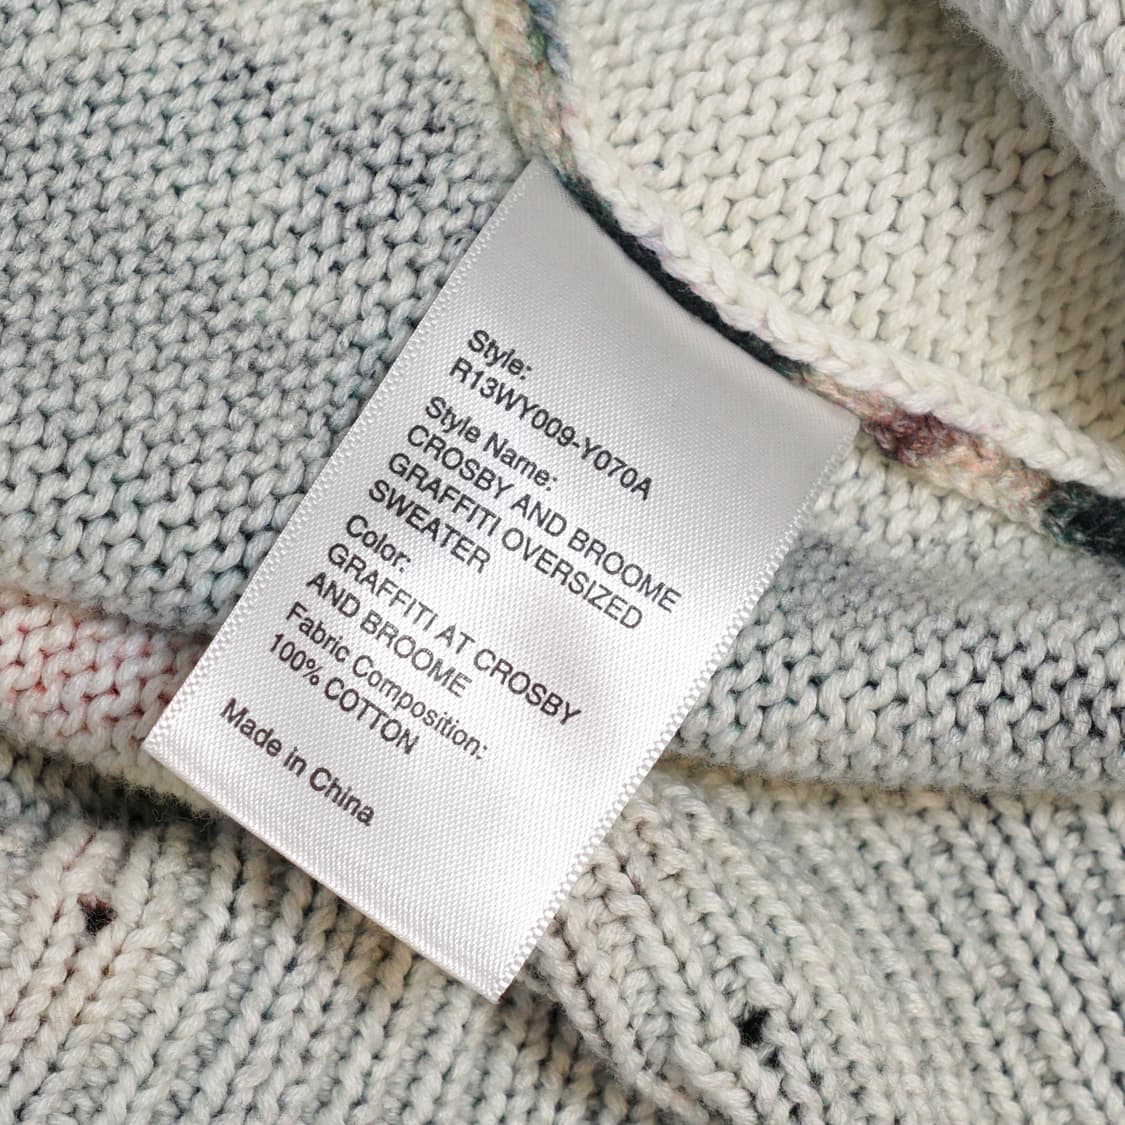 Style:
R13WY009-Y070A
Style Name:
CROSBY AND BROOME
GRAFFITI OVERSIZED
SWEATER
Color:
GRAFFITI AT CROSBY
AND BROOME
Fabric Composition:
100% COTTON
Made in China